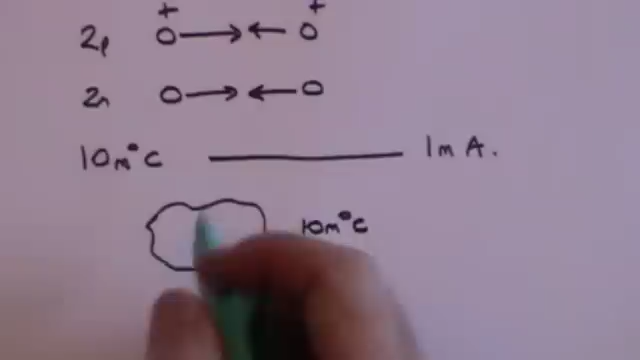 + +
2p O → ← O
2n O → ← O
10m°C — 1mA.
10m°C